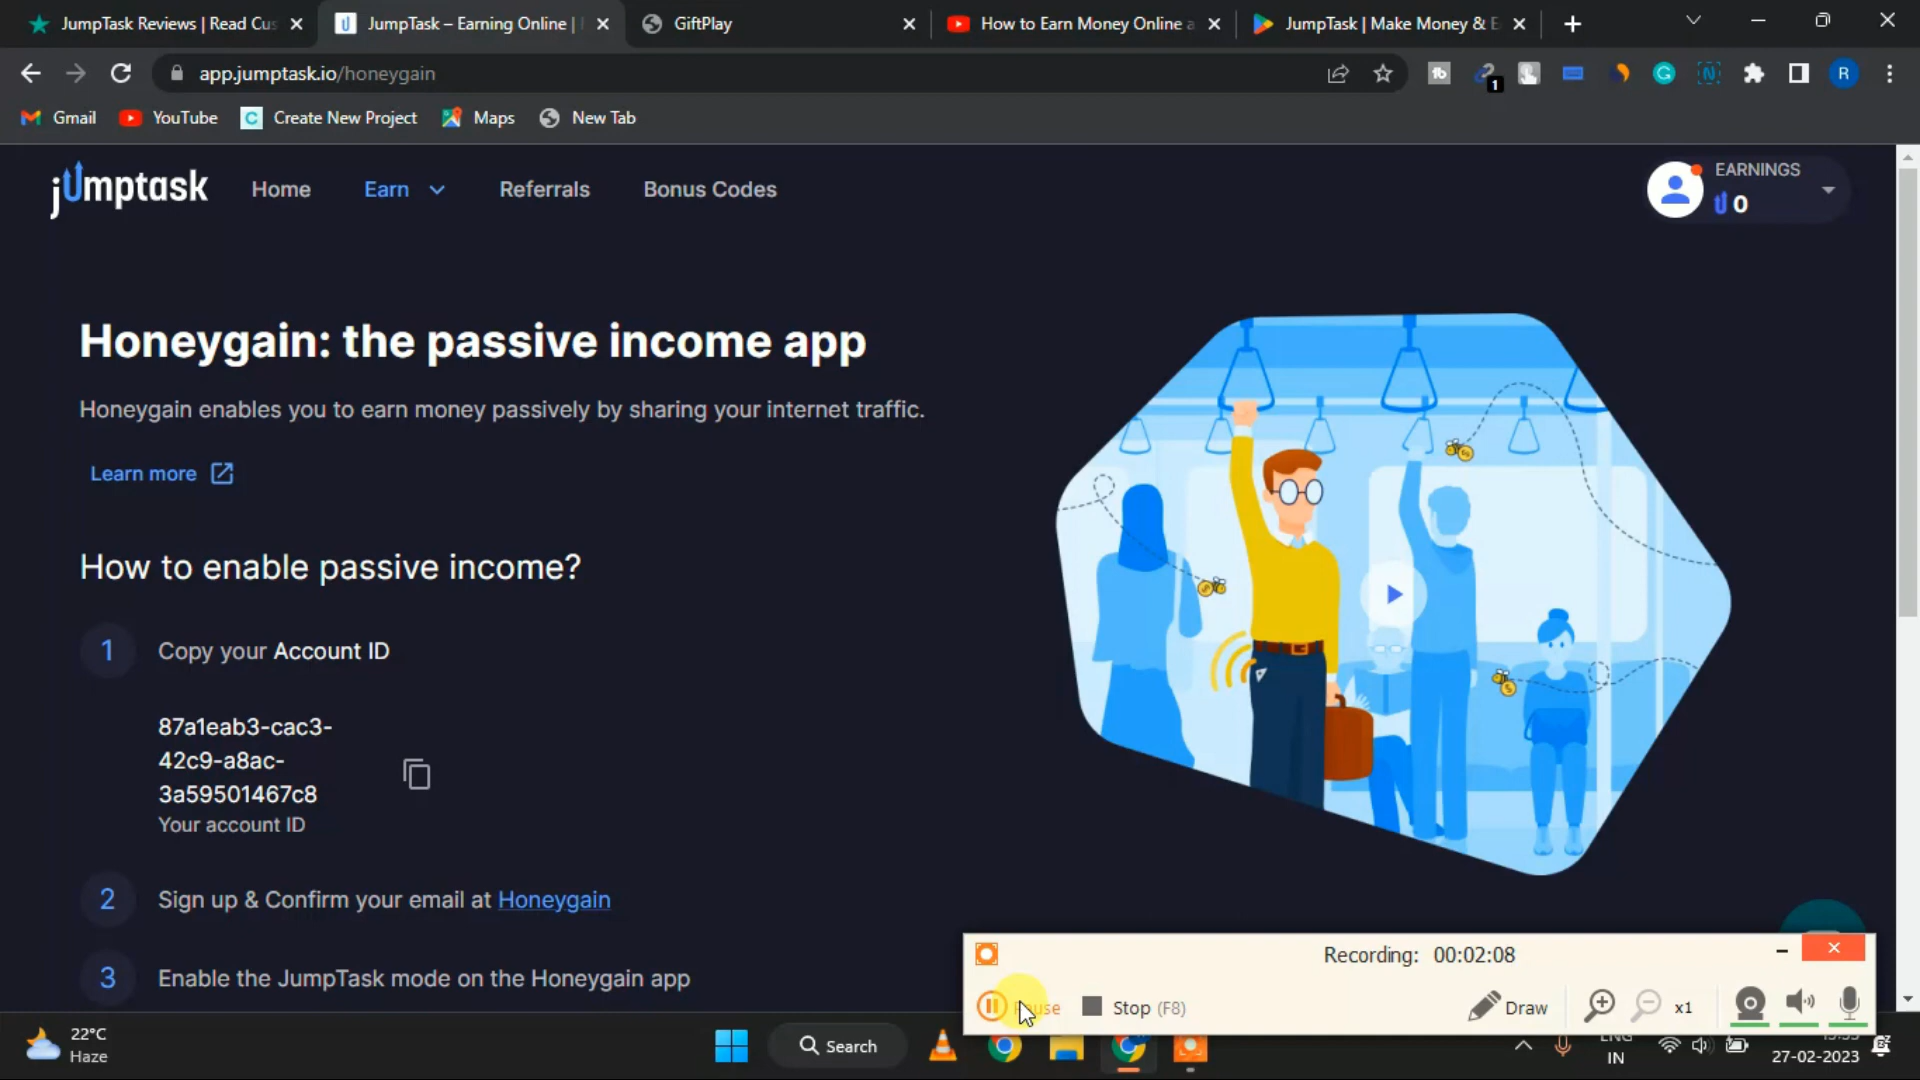 JumpTask Reviews | Read Cus
JumpTask – Earning Online |
GiftPlay
How to Earn Money Online a
JumpTask | Make Money & E
app.jumptask.io/honeygain
1
R
Gmail
YouTube
Create New Project
Maps
New Tab
jumptask
Home
Earn
Referrals
Bonus Codes
EARNINGS
0
Honeygain: the passive income app
Honeygain enables you to earn money passively by sharing your internet traffic.
Learn more
How to enable passive income?
1 Copy your Account ID
87a1eab3-cac3-
42c9-a8ac-
3a59501467c8
Your account ID
2 Sign up & Confirm your email at Honeygain
3 Enable the JumpTask mode on the Honeygain app
Recording: 00:02:08
Pause
Stop (F8)
Draw
x1
22°C
Haze
Search
ENG
IN
27-02-2023